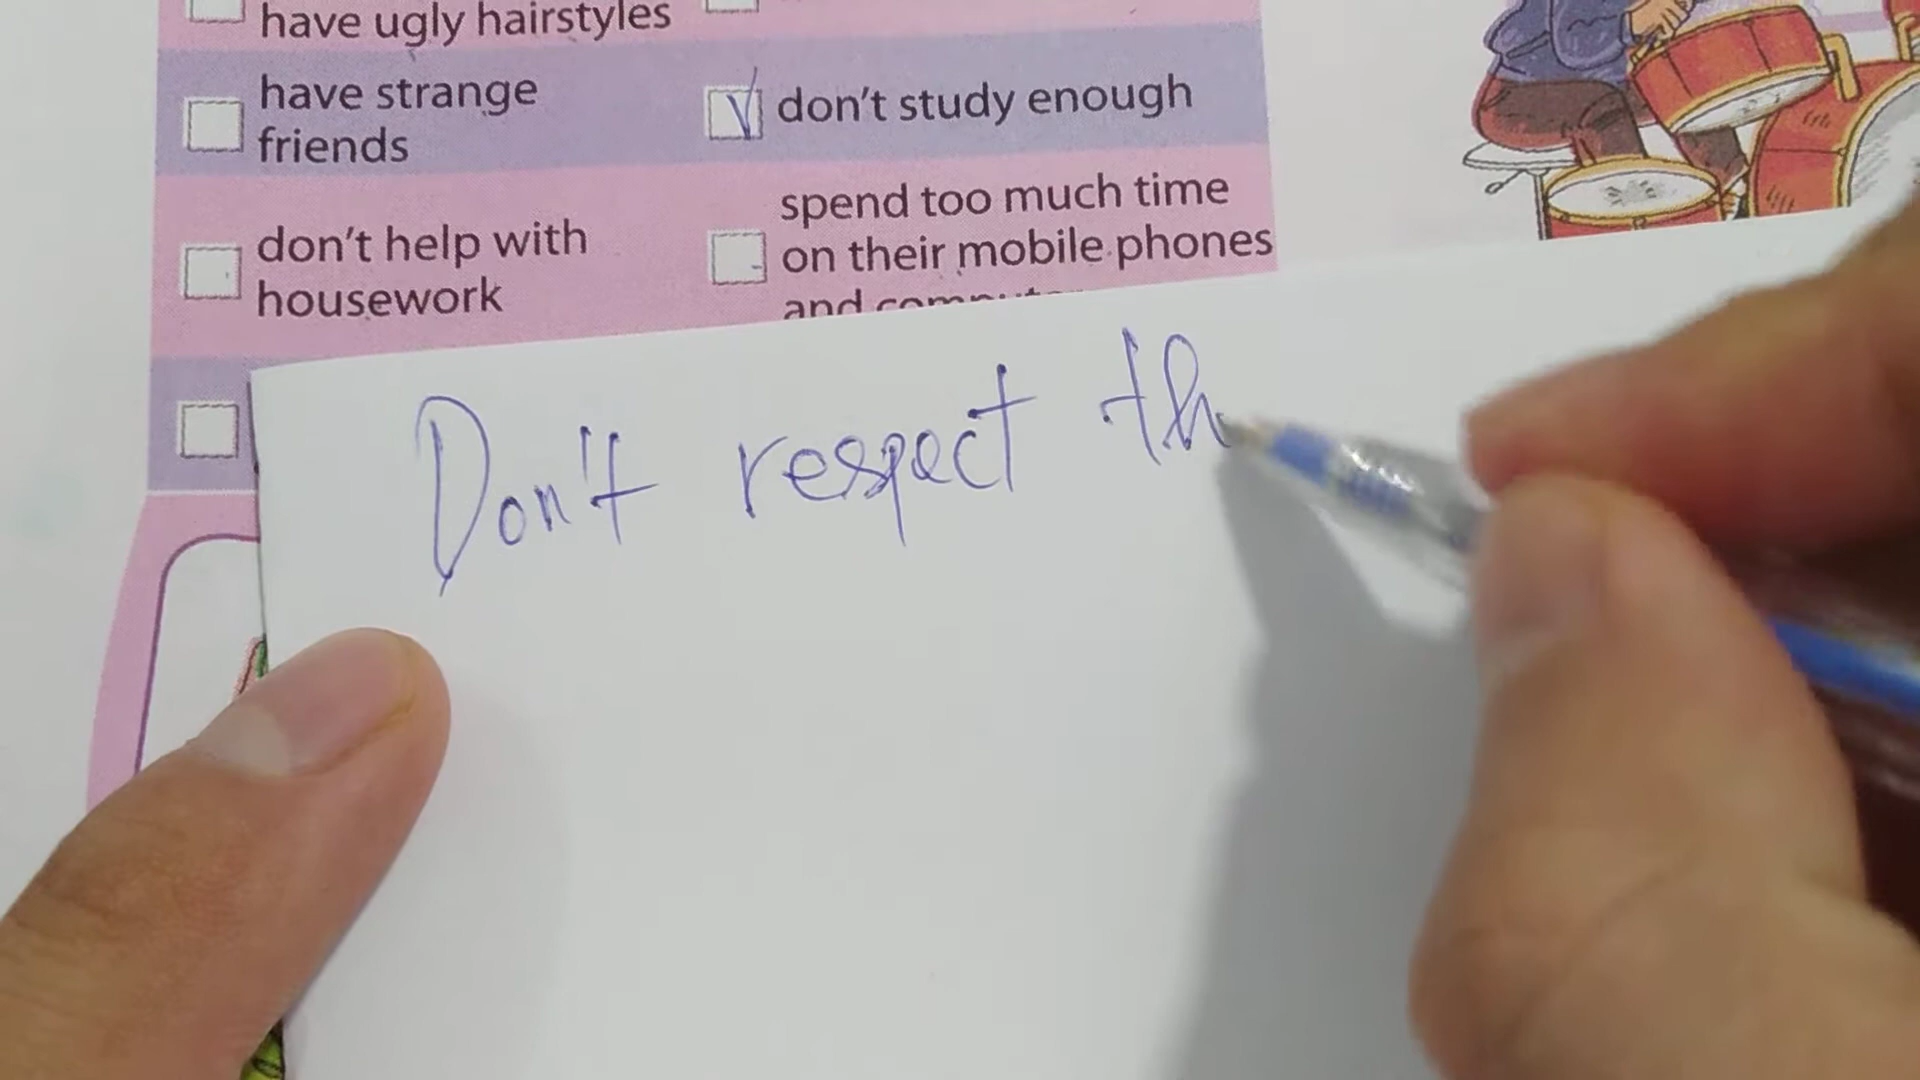 have ugly hairstyles
have strange
friends
don't study enough
don't help with
housework
spend too much time
on their mobile phones
and
Don't respect th